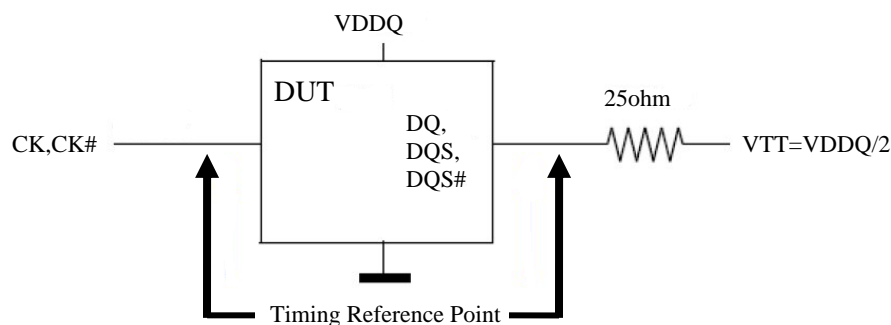 VDDQ
DUT
25ohm
CK,CK#
DQ,
DQS,
DQS#
VTT=VDDQ/2
Timing Reference Point